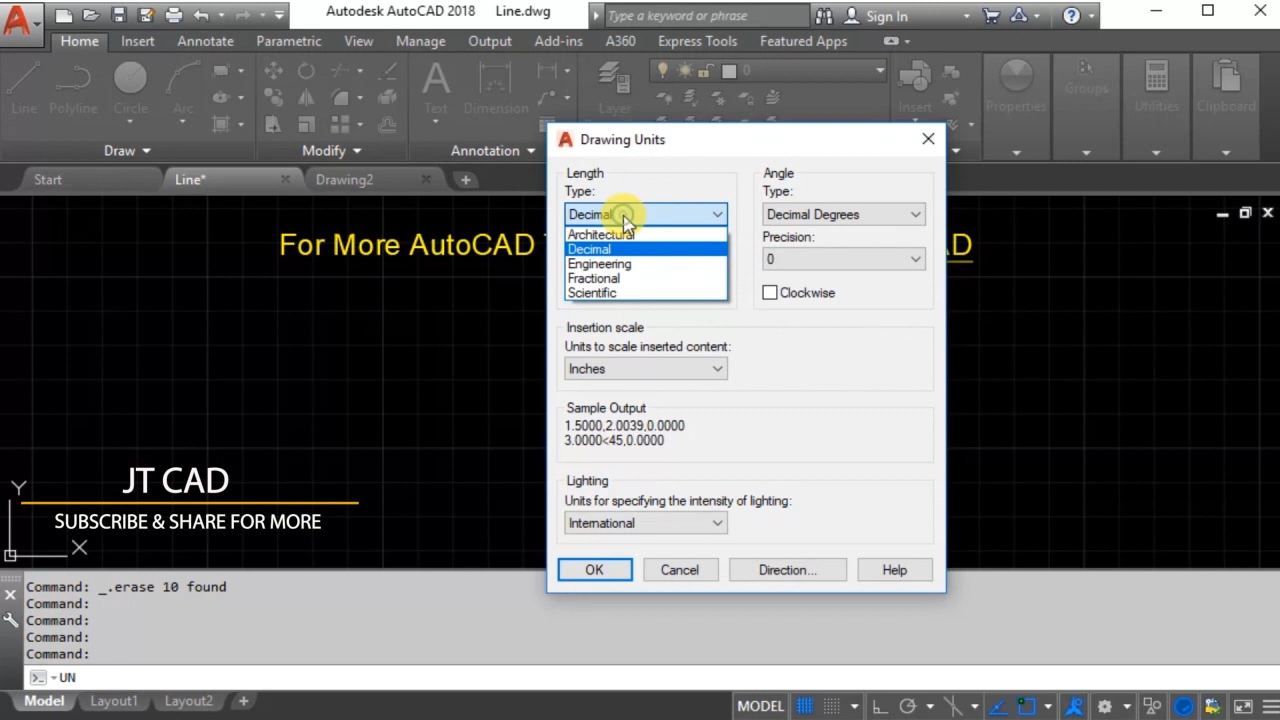 Autodesk AutoCAD 2018 Line.dwg
Type a keyword or phrase
Sign In
Home Insert Annotate Parametric View Manage Output Add-ins A360 Express Tools Featured Apps
Line Polyline Circle Arc Text Dimension Layer 0 Insert Properties Groups Utilities Clipboard
Draw Modify Annotation
Start Line* Drawing2
For More AutoCAD
D
Drawing Units
Length
Type:
Decimal
Architectural
Decimal
Engineering
Fractional
Scientific
Angle
Type:
Decimal Degrees
Precision:
0
Clockwise
Insertion scale
Units to scale inserted content:
Inches
Sample Output
1.5000,2.0039,0.0000
3.0000<45,0.0000
Lighting
Units for specifying the intensity of lighting:
International
OK Cancel Direction... Help
Y
X
JT CAD
SUBSCRIBE & SHARE FOR MORE
Command: _.erase 10 found
Command:
Command:
Command:
Command:
UN
Model Layout1 Layout2
MODEL